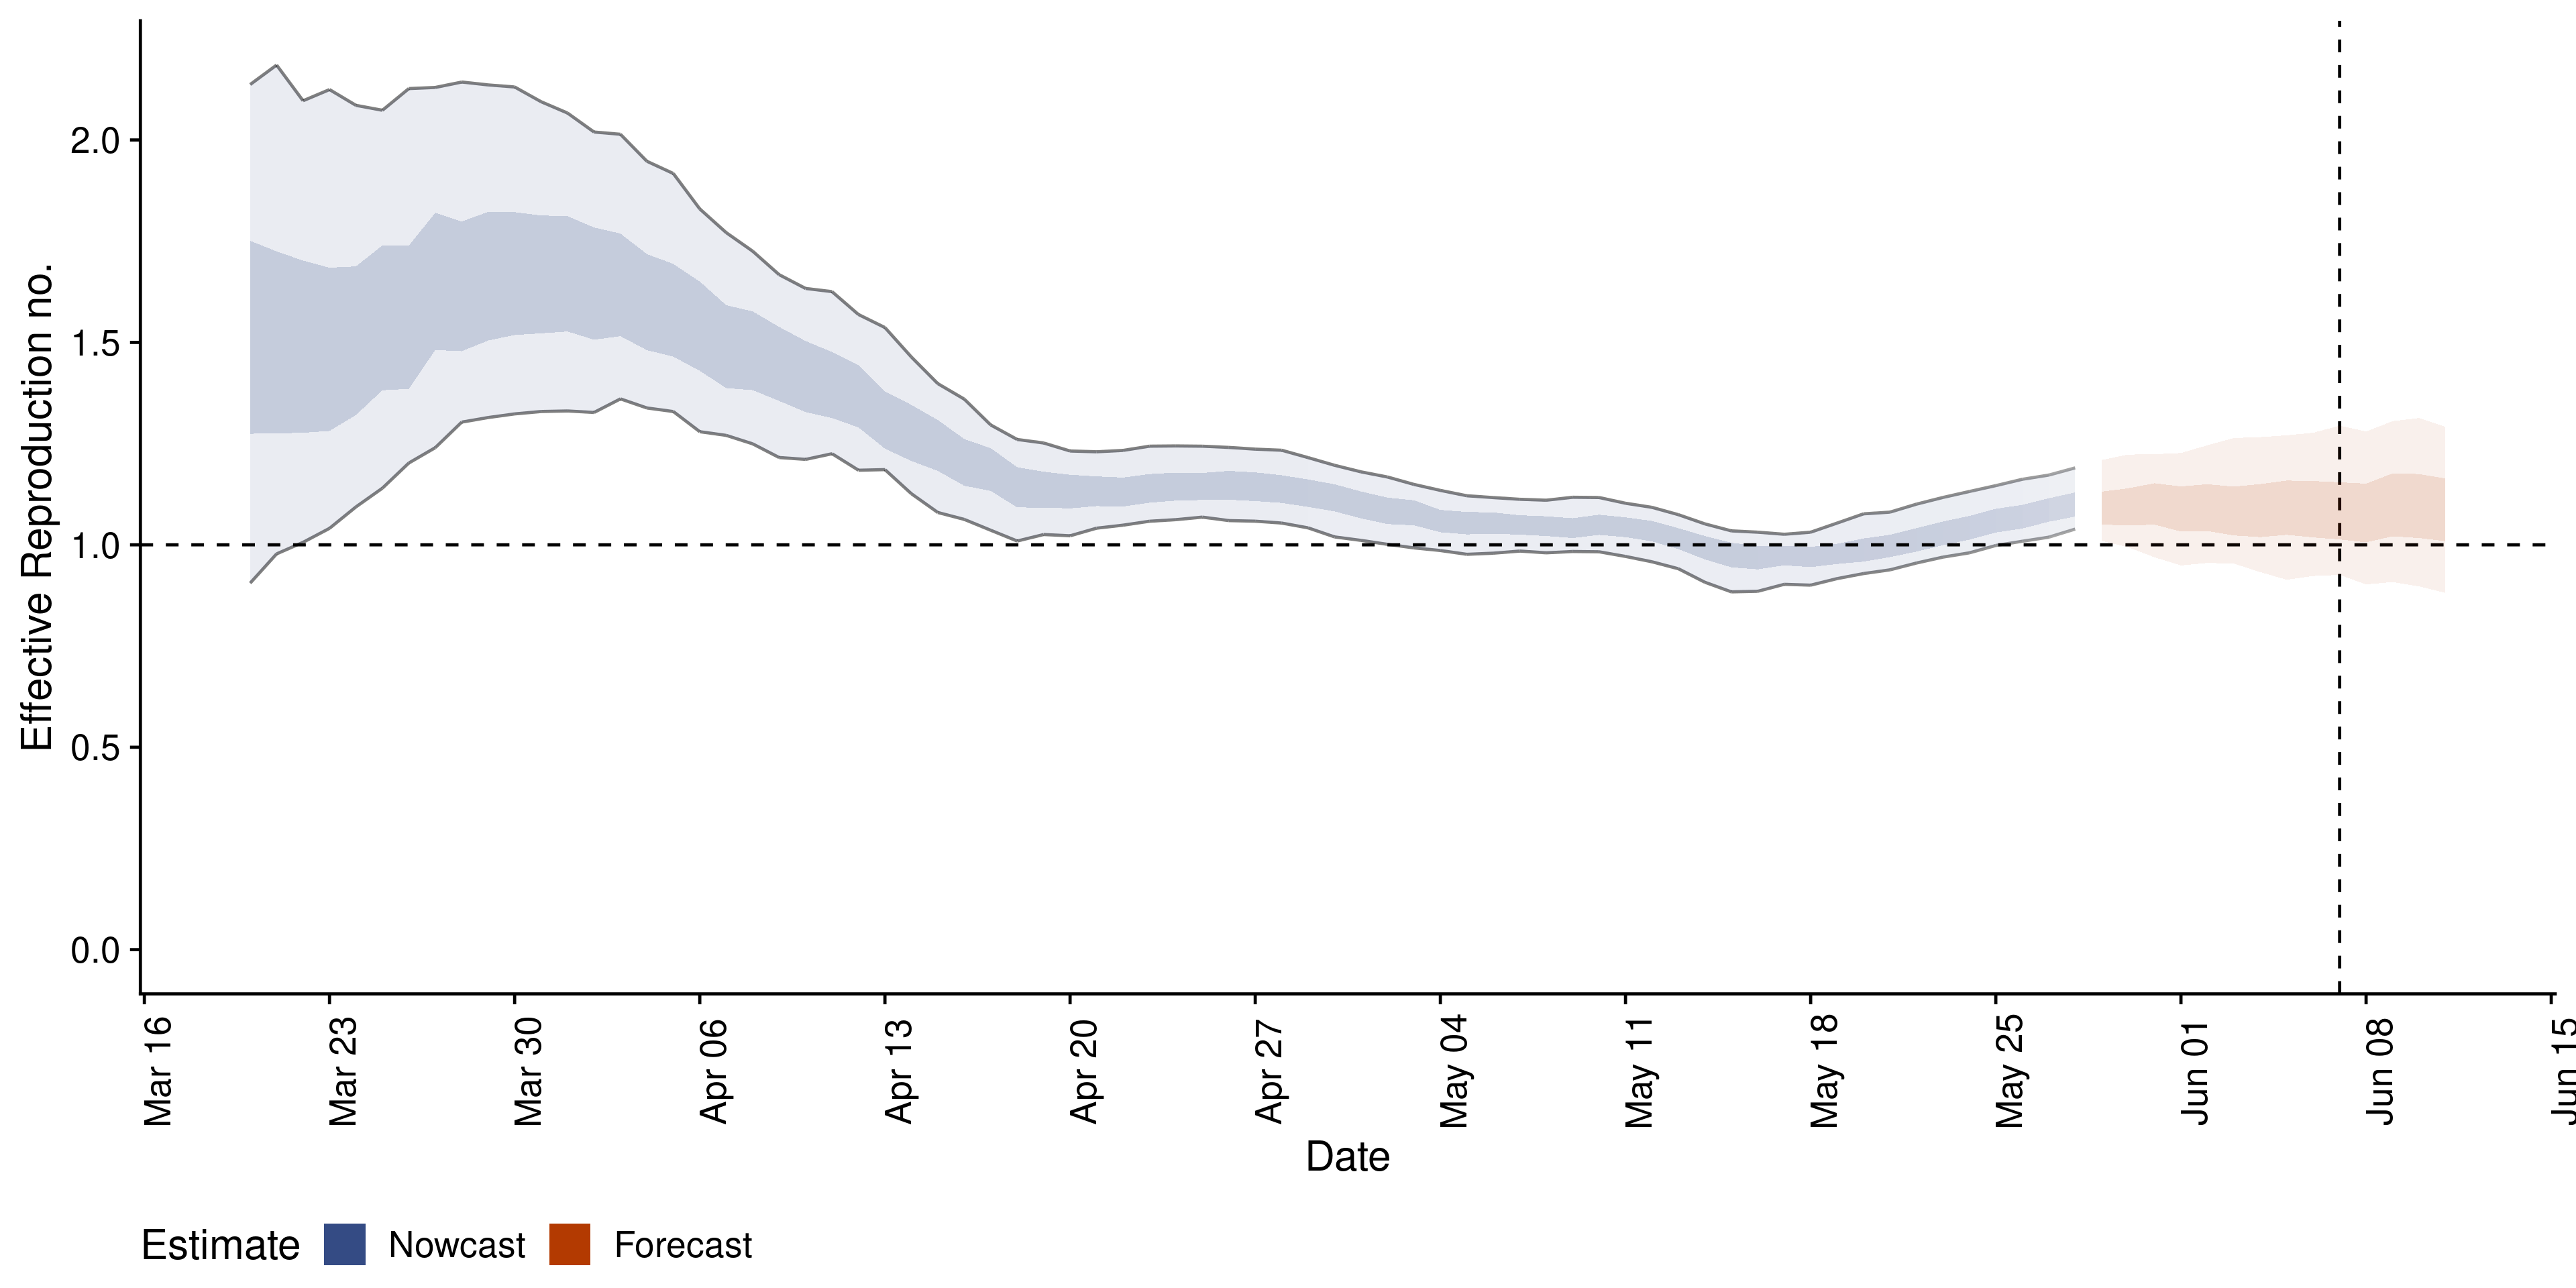 Effective Reproduction no.
2.0
1.5
1.0
0.5
0.0
Mar 16
Mar 23
Mar 30
Apr 06
Apr 13
Apr 20
Apr 27
May 04
May 11
May 18
May 25
Jun 01
Jun 08
Jun 15
Date
Estimate Nowcast Forecast